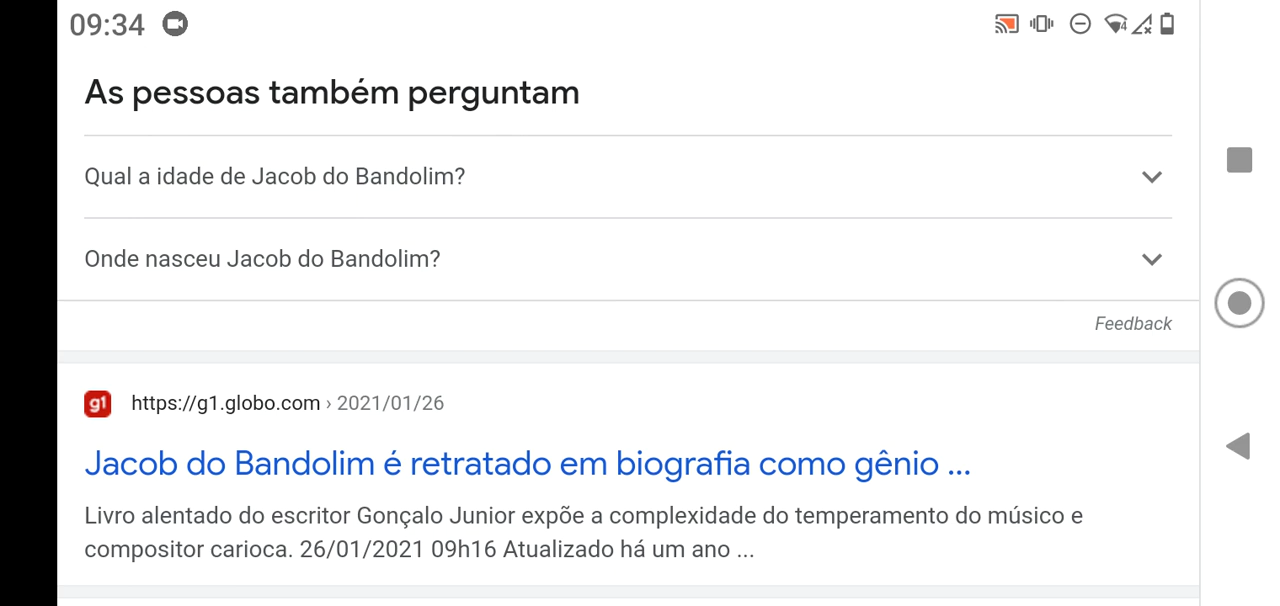 09:34
As pessoas também perguntam
Qual a idade de Jacob do Bandolim?
Onde nasceu Jacob do Bandolim?
Feedback
g1 https://g1.globo.com › 2021/01/26
Jacob do Bandolim é retratado em biografia como gênio ...
Livro alentado do escritor Gonçalo Junior expõe a complexidade do temperamento do músico e
compositor carioca. 26/01/2021 09h16 Atualizado há um ano ...